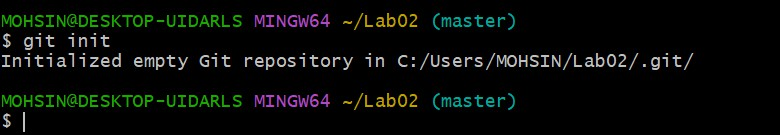 MOHSIN@DESKTOP-UIDARLS MINGW64 ~/Lab02 (master)
$ git init
Initialized empty Git repository in C:/Users/MOHSIN/Lab02/.git/
MOHSIN@DESKTOP-UIDARLS MINGW64 ~/Lab02 (master)
$